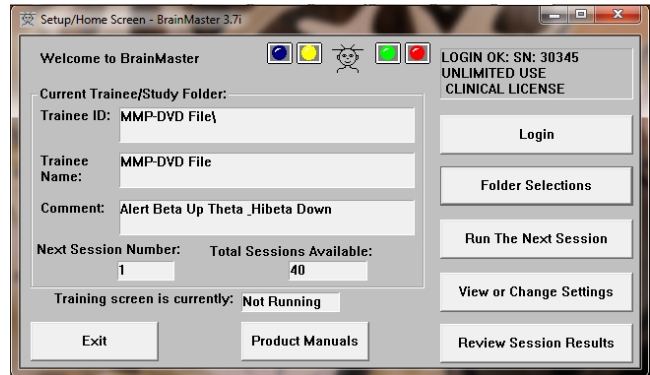 Setup/Home Screen - BrainMaster 3.7i
Welcome to BrainMaster
LOGIN OK: SN: 30345
UNLIMITED USE
CLINICAL LICENSE
Current Trainee/Study Folder:
Trainee ID: MMP-DVD File\
Trainee Name: MMP-DVD File
Comment: Alert Beta Up Theta _Hibeta Down
Next Session Number: Total Sessions Available:
1 40
Training screen is currently: Not Running
Exit
Product Manuals
Login
Folder Selections
Run The Next Session
View or Change Settings
Review Session Results